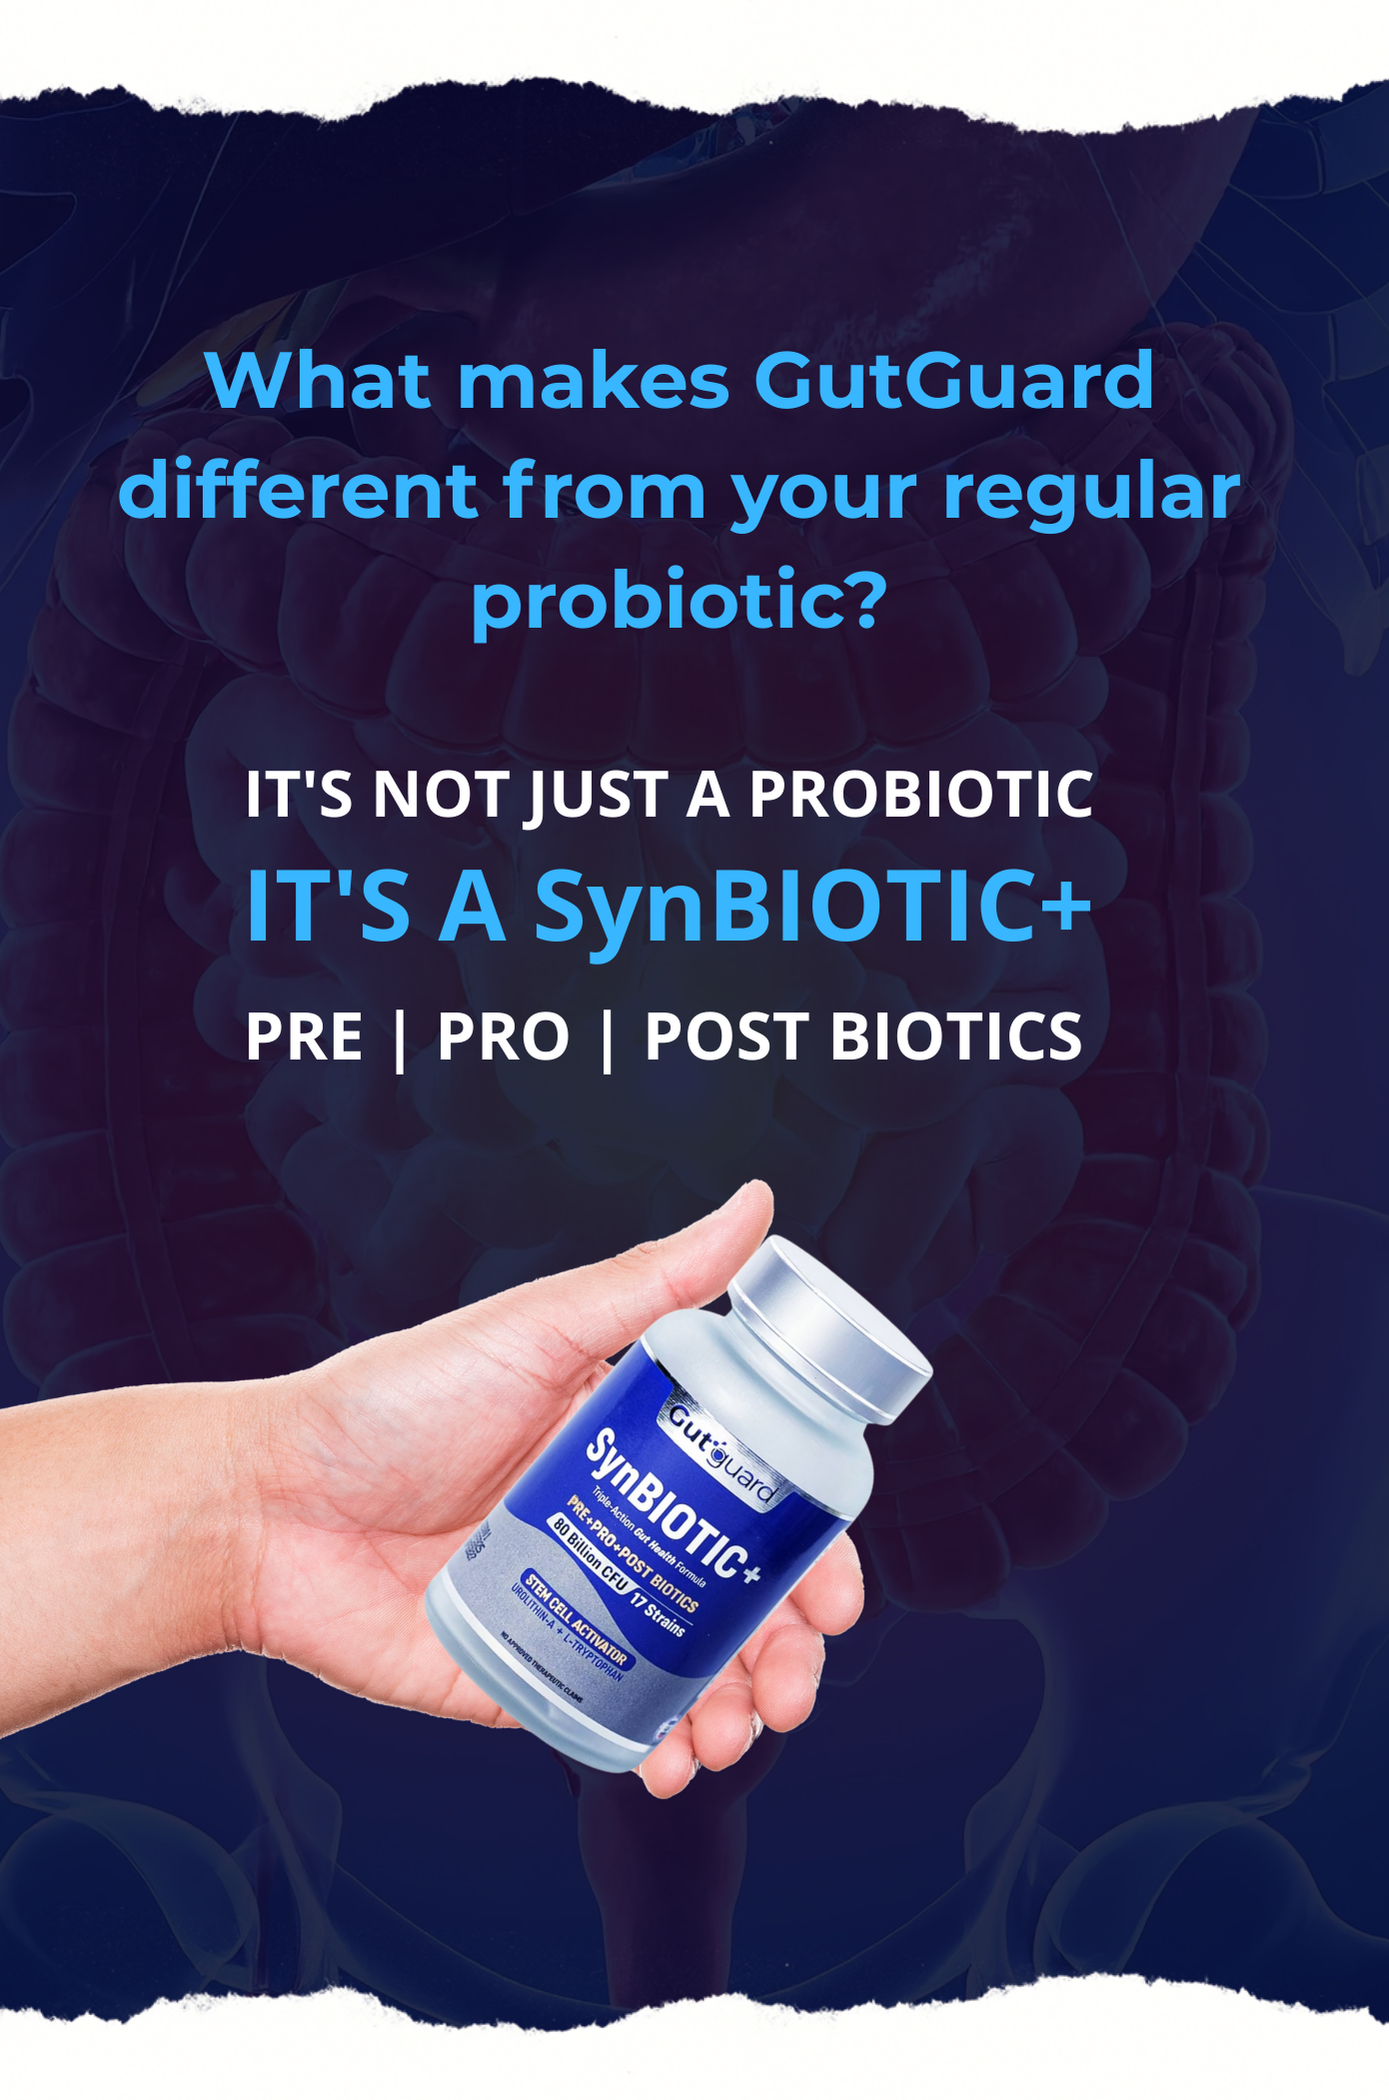 What makes GutGuard
different from your regular
probiotic?
IT'S NOT JUST A PROBIOTIC
IT'S A SynBIOTIC+
PRE | PRO | POST BIOTICS
Gutguard
SynBIOTIC+
Triple-Action Gut Health Formula
PRE+PRO+POST BIOTICS
80 Billion CFU / 17 Strains
STEM CELL ACTIVATOR
UROLITHIN-A + L-TRYPTOPHAN
NO APPROVED THERAPEUTIC CLAIMS